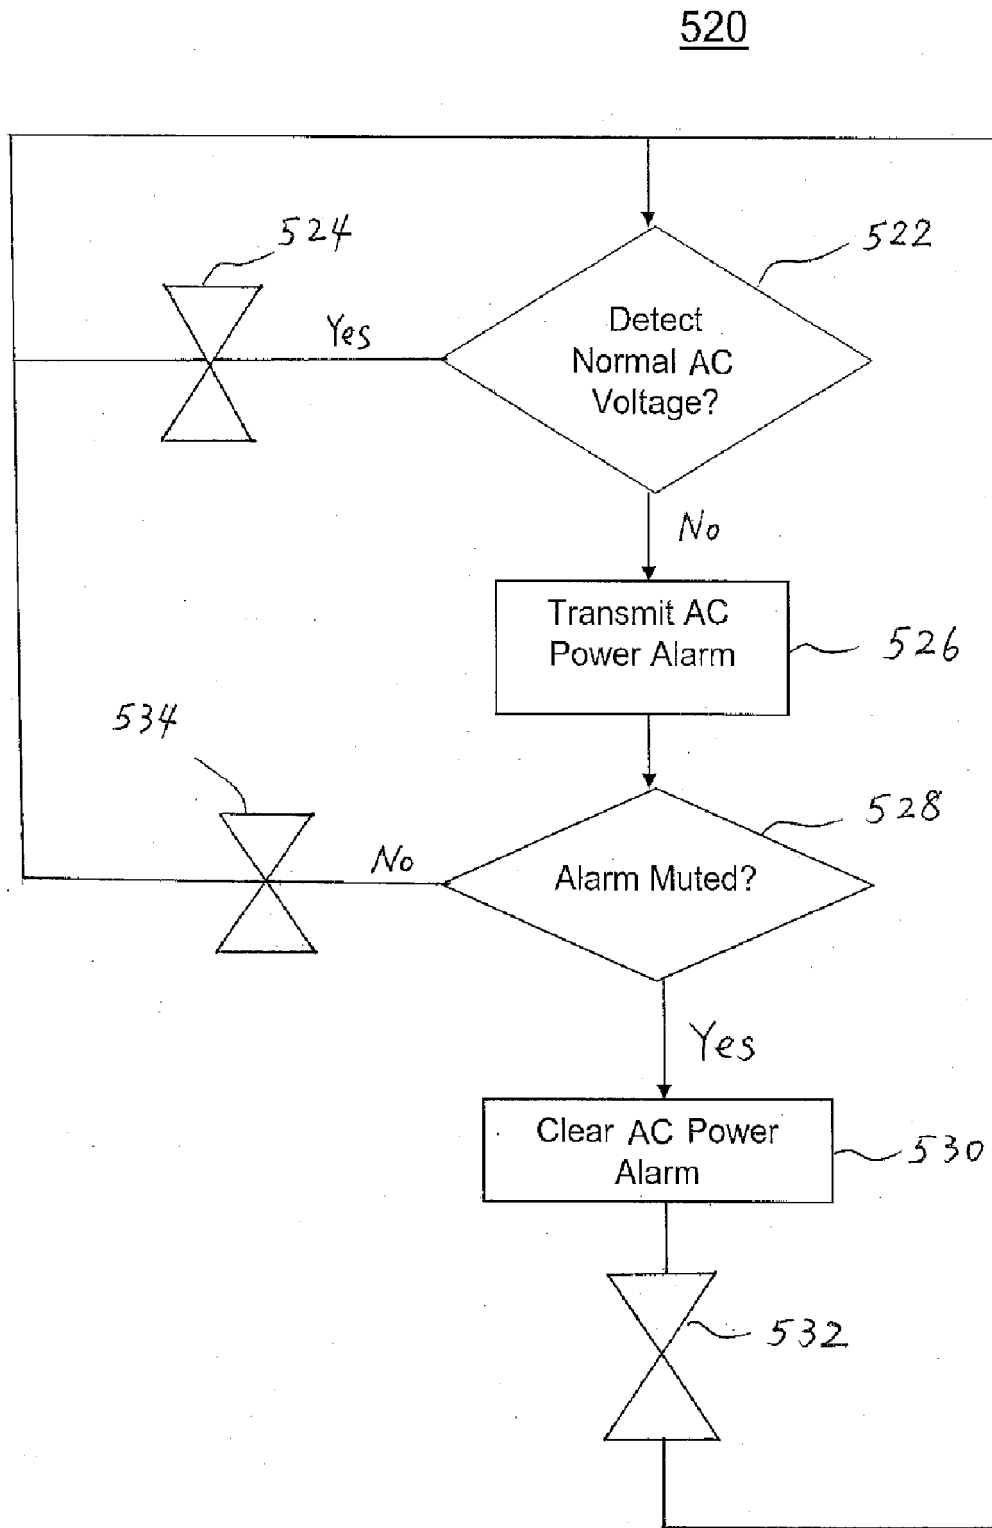 520
524
522
Yes
Detect
Normal AC
Voltage?
No
Transmit AC
Power Alarm
526
534
528
No
Alarm Muted?
Yes
Clear AC Power
Alarm
530
532